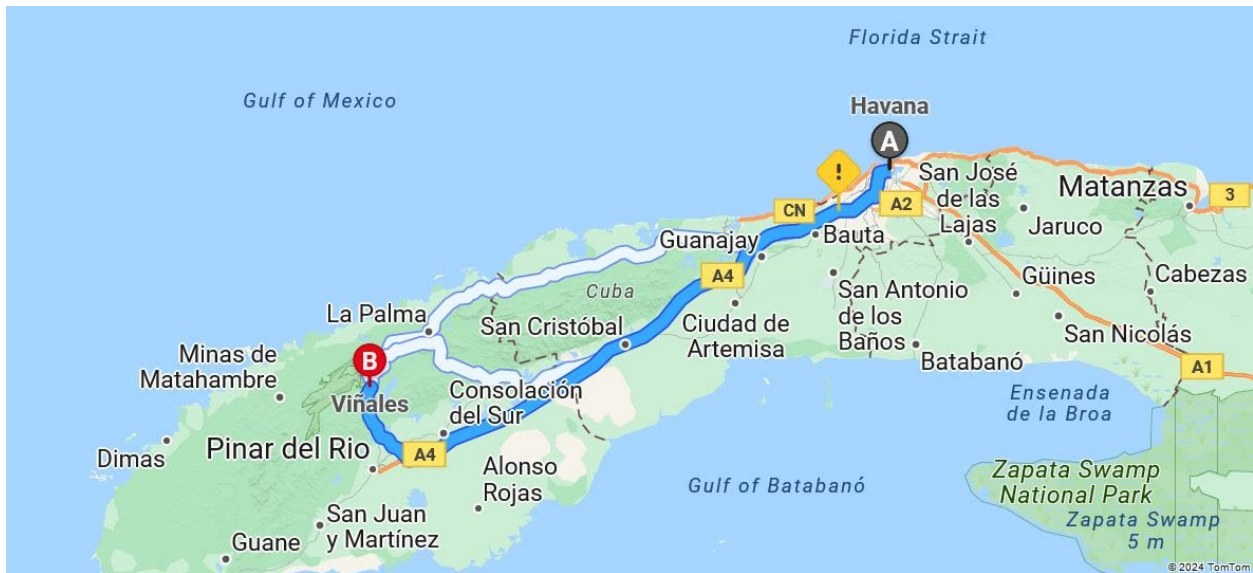 Florida Strait
Gulf of Mexico
Havana
A
!
San José
de las
Lajas
Matanzas
3
CN
A2
Jaruco
Guanajay
Bauta
A4
Cuba
Güines
Cabezas
La Palma
San Cristóbal
Ciudad de
Artemisa
San Antonio
de los
Baños
San Nicolás
Minas de
Matahambre
B
Viñales
Batabanó
A1
Consolación
del Sur
Ensenada
de la Broa
Dimas
Pinar del Rio
A4
Alonso
Rojas
Gulf of Batabanó
Zapata Swamp
National Park
San Juan
y Martínez
Zapata Swamp
5 m
Guane
© 2024 TomTom